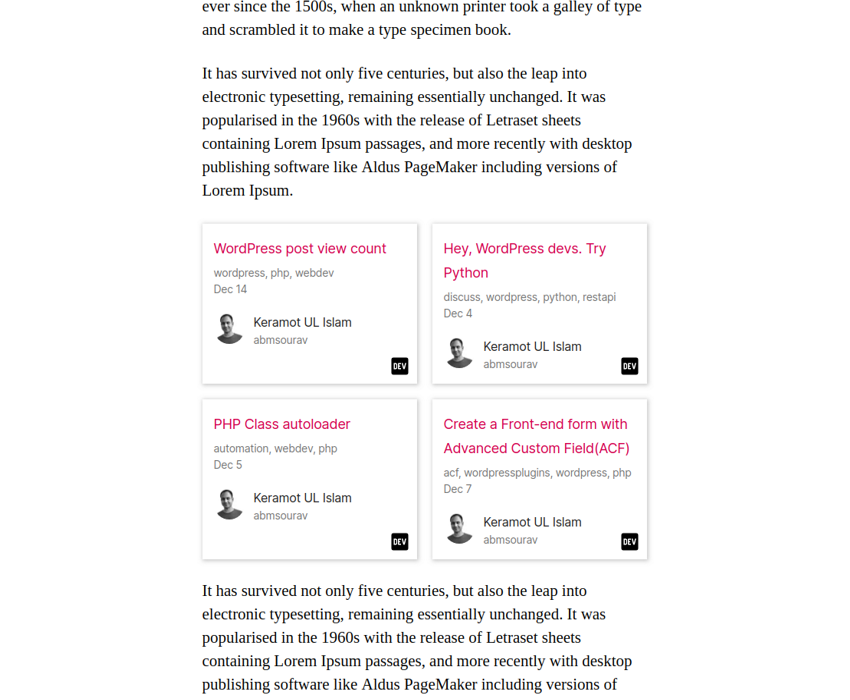 ever since the 1500s, when an unknown printer took a galley of type
and scrambled it to make a type specimen book.
It has survived not only five centuries, but also the leap into
electronic typesetting, remaining essentially unchanged. It was
popularised in the 1960s with the release of Letraset sheets
containing Lorem Ipsum passages, and more recently with desktop
publishing software like Aldus PageMaker including versions of
Lorem Ipsum.
WordPress post view count
wordpress, php, webdev
Dec 14
Keramot UL Islam
abmsourav
DEV
Hey, WordPress devs. Try
Python
discuss, wordpress, python, restapi
Dec 4
Keramot UL Islam
abmsourav
DEV
PHP Class autoloader
automation, webdev, php
Dec 5
Keramot UL Islam
abmsourav
DEV
Create a Front-end form with
Advanced Custom Field(ACF)
acf, wordpressplugins, wordpress, php
Dec 7
Keramot UL Islam
abmsourav
DEV
It has survived not only five centuries, but also the leap into
electronic typesetting, remaining essentially unchanged. It was
popularised in the 1960s with the release of Letraset sheets
containing Lorem Ipsum passages, and more recently with desktop
publishing software like Aldus PageMaker including versions of